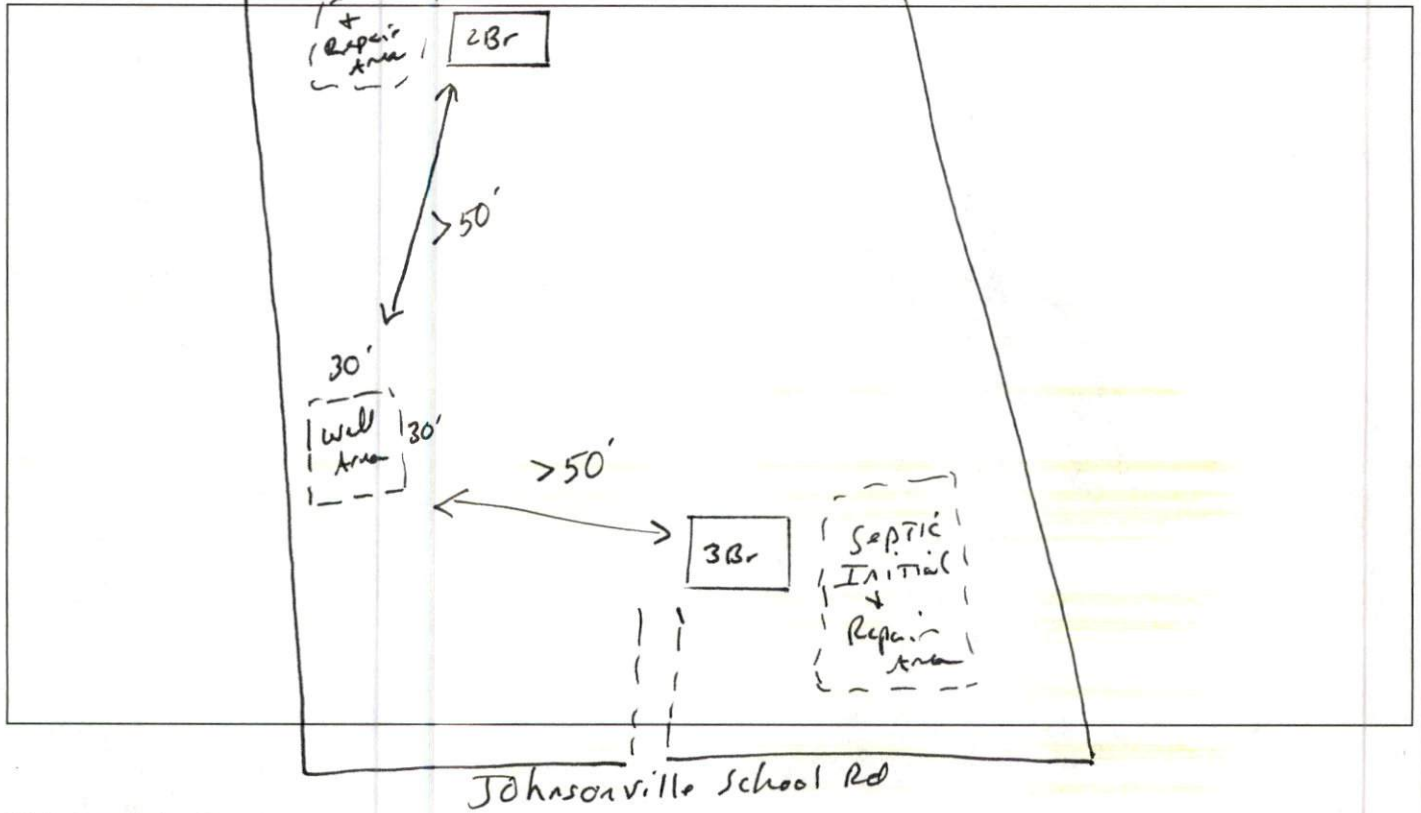 +
Repair
Area
2Br
>50'
30'
Well
Area
30'
>50'
3Br
Septic
Initial
+
Repair
Area
Johnsonville School Rd